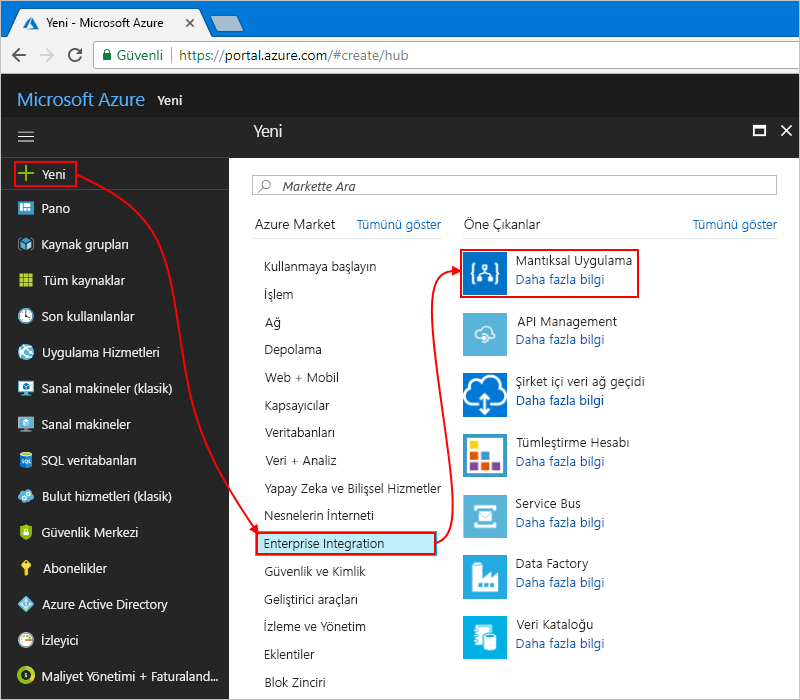 Yeni - Microsoft Azure
Güvenli
https://portal.azure.com/#create/hub
Microsoft Azure Yeni
Yeni
Yeni
Pano
Kaynak grupları
Tüm kaynaklar
Son kullanılanlar
Uygulama Hizmetleri
Sanal makineler (klasik)
Sanal makineler
SQL
SQL veritabanları
Bulut hizmetleri (klasik)
Güvenlik Merkezi
Abonelikler
Azure Active Directory
İzleyici
Maliyet Yönetimi + Faturaland...
Markette Ara
Azure Market Tümünü göster
Kullanmaya başlayın
İşlem
Ağ
Depolama
Web + Mobil
Kapsayıcılar
Veritabanları
Veri + Analiz
Yapay Zeka ve Bilişsel Hizmetler
Nesnelerin İnterneti
Enterprise Integration
Güvenlik ve Kimlik
Geliştirici araçları
İzleme ve Yönetim
Eklentiler
Blok Zinciri
Öne Çıkanlar Tümünü göster
Mantıksal Uygulama
Daha fazla bilgi
API Management
Daha fazla bilgi
Şirket içi veri ağ geçidi
Daha fazla bilgi
Tümleştirme Hesabı
Daha fazla bilgi
Service Bus
Daha fazla bilgi
Data Factory
Daha fazla bilgi
Veri Kataloğu
Daha fazla bilgi